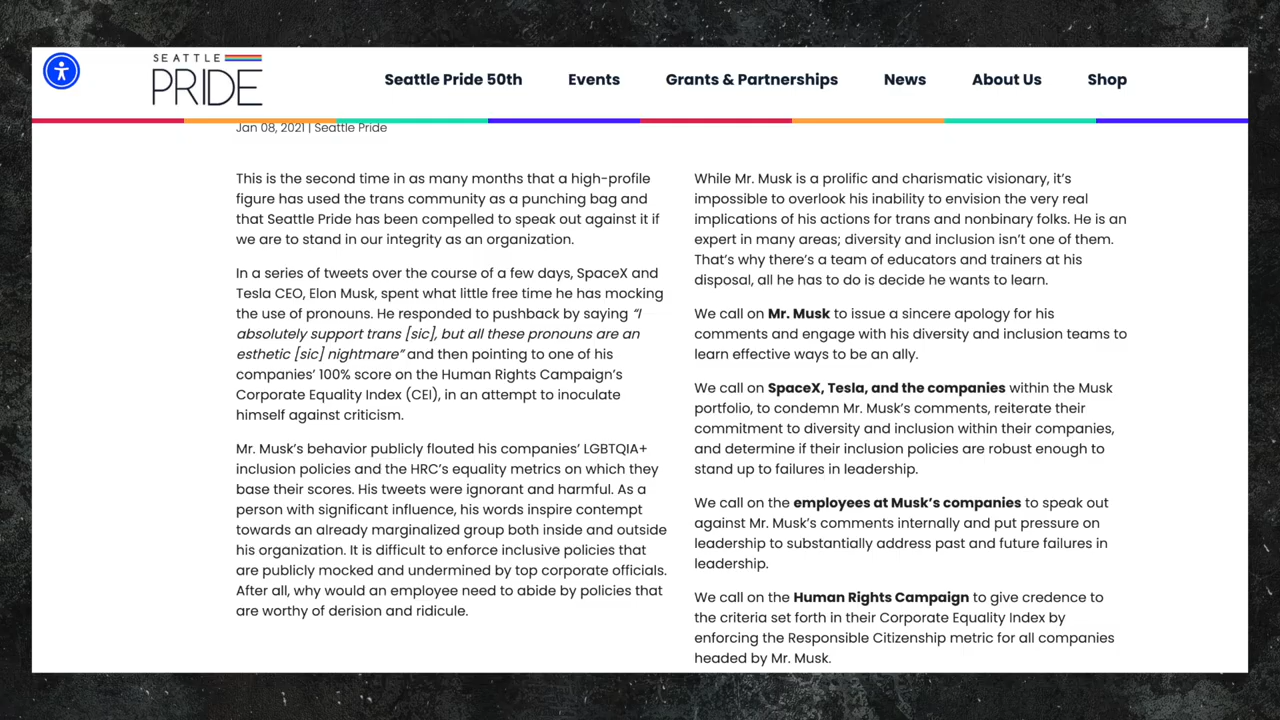 SEATTLE
PRIDE
Seattle Pride 50th
Events
Grants & Partnerships
News
About Us
Shop
Jan 08, 2021 | Seattle Pride
This is the second time in as many months that a high-profile
figure has used the trans community as a punching bag and
that Seattle Pride has been compelled to speak out against it if
we are to stand in our integrity as an organization.
In a series of tweets over the course of a few days, SpaceX and
Tesla CEO, Elon Musk, spent what little free time he has mocking
the use of pronouns. He responded to pushback by saying “I
absolutely support trans [sic], but all these pronouns are an
esthetic [sic] nightmare” and then pointing to one of his
companies’ 100% score on the Human Rights Campaign’s
Corporate Equality Index (CEI), in an attempt to inoculate
himself against criticism.
Mr. Musk’s behavior publicly flouted his companies’ LGBTQIA+
inclusion policies and the HRC’s equality metrics on which they
base their scores. His tweets were ignorant and harmful. As a
person with significant influence, his words inspire contempt
towards an already marginalized group both inside and outside
his organization. It is difficult to enforce inclusive policies that
are publicly mocked and undermined by top corporate officials.
After all, why would an employee need to abide by policies that
are worthy of derision and ridicule.
While Mr. Musk is a prolific and charismatic visionary, it’s
impossible to overlook his inability to envision the very real
implications of his actions for trans and nonbinary folks. He is an
expert in many areas; diversity and inclusion isn’t one of them.
That’s why there’s a team of educators and trainers at his
disposal, all he has to do is decide he wants to learn.
We call on Mr. Musk to issue a sincere apology for his
comments and engage with his diversity and inclusion teams to
learn effective ways to be an ally.
We call on SpaceX, Tesla, and the companies within the Musk
portfolio, to condemn Mr. Musk’s comments, reiterate their
commitment to diversity and inclusion within their companies,
and determine if their inclusion policies are robust enough to
stand up to failures in leadership.
We call on the employees at Musk’s companies to speak out
against Mr. Musk’s comments internally and put pressure on
leadership to substantially address past and future failures in
leadership.
We call on the Human Rights Campaign to give credence to
the criteria set forth in their Corporate Equality Index by
enforcing the Responsible Citizenship metric for all companies
headed by Mr. Musk.